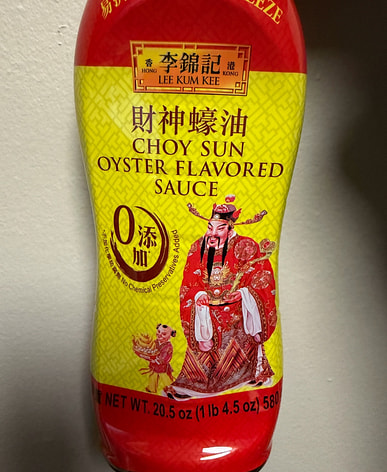 香 李錦記 港
HONG LEE KUM KEE KONG
財神蠔油
CHOY SUN
OYSTER FLAVORED
SAUCE
0添加
No Chemical Preservatives Added
NET WT. 20.5 oz (1 lb 4.5 oz) 580